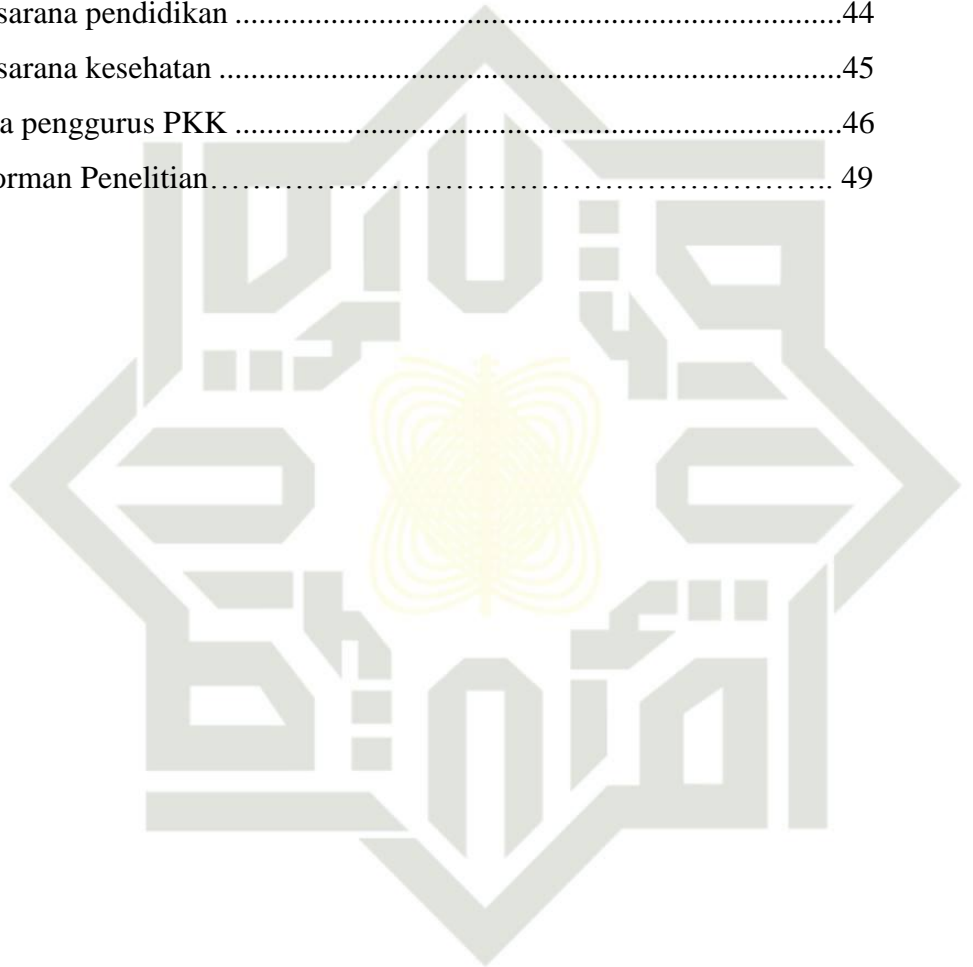 sarana pendidikan .............................................................................44
sarana kesehatan ...............................................................................45
a penggurus PKK .............................................................................46
orman Penelitian………………………………………………………….. 49